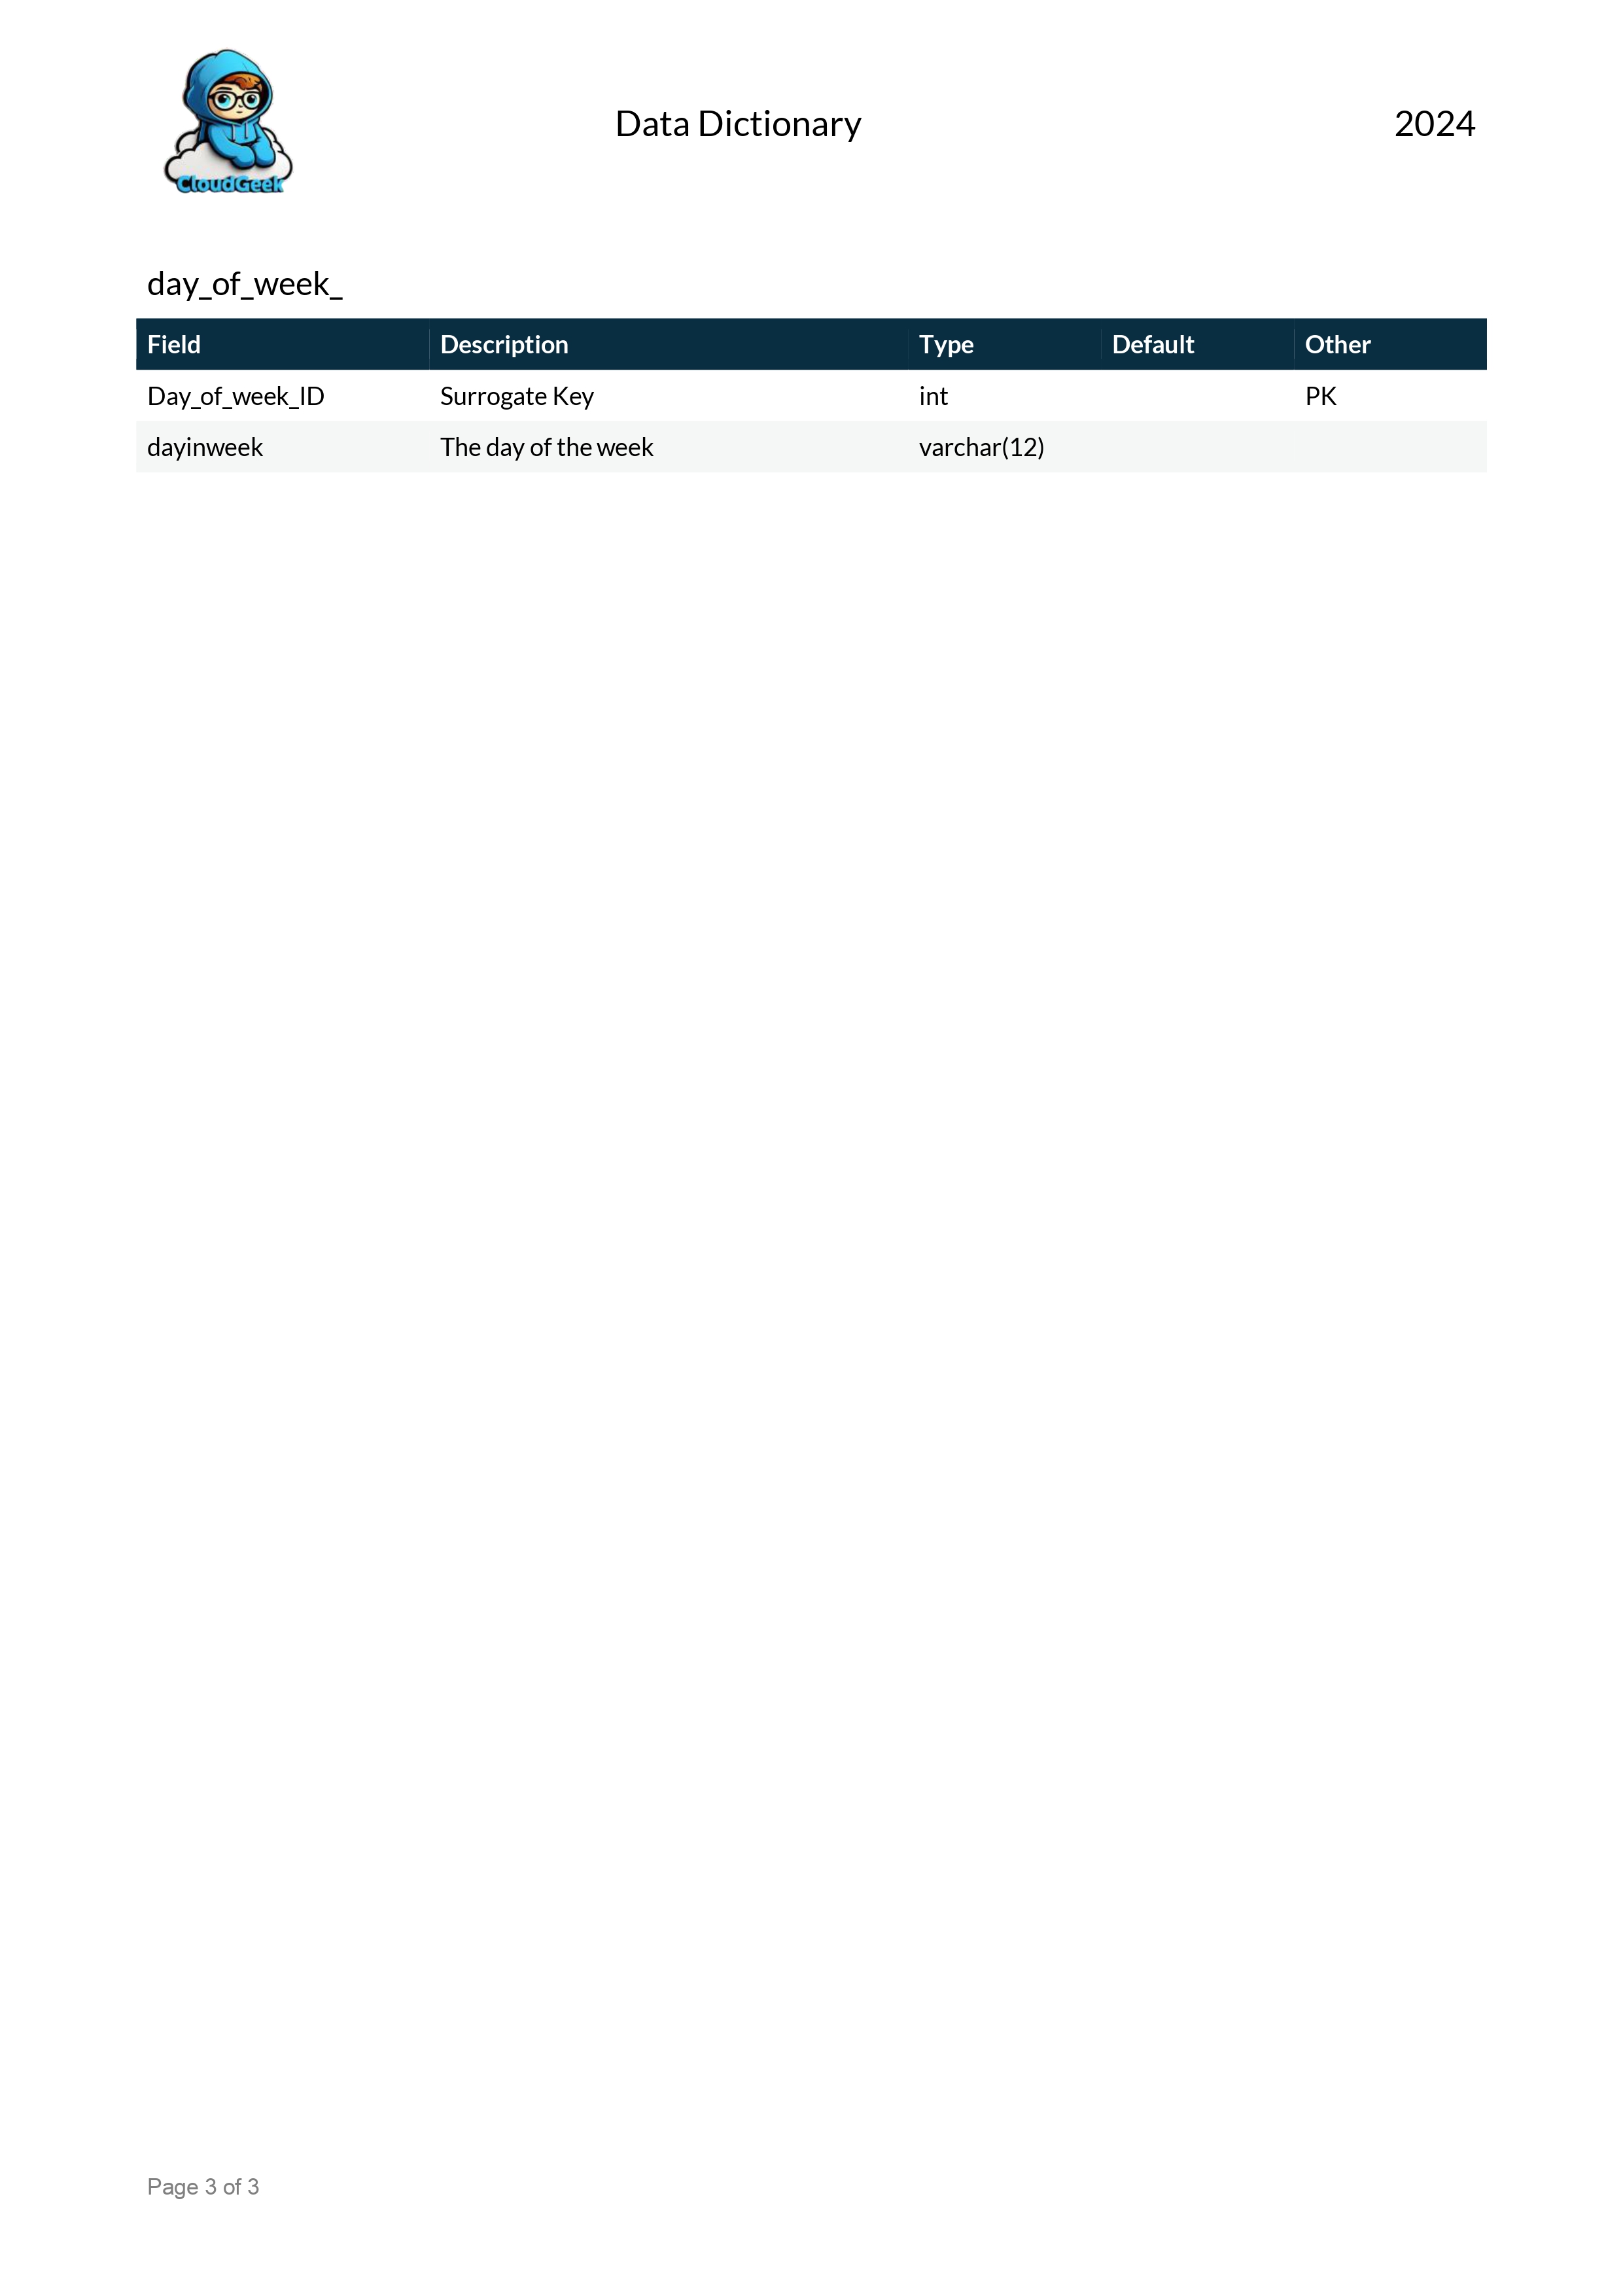 CloudGeek
Data Dictionary 2024
day_of_week_
Field Description Type Default Other
Day_of_week_ID Surrogate Key int PK
dayinweek The day of the week varchar(12)
Page 3 of 3